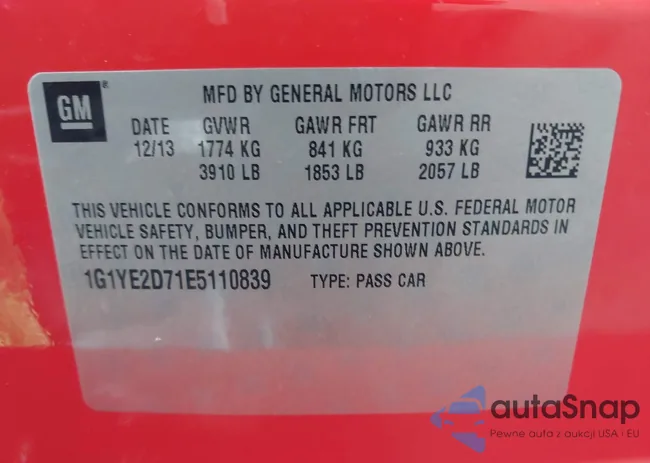 GM
MFD BY GENERAL MOTORS LLC
DATE GVWR GAWR FRT GAWR RR
12/13 1774 KG 841 KG 933 KG
3910 LB 1853 LB 2057 LB
THIS VEHICLE CONFORMS TO ALL APPLICABLE U.S. FEDERAL MOTOR
VEHICLE SAFETY, BUMPER, AND THEFT PREVENTION STANDARDS IN
EFFECT ON THE DATE OF MANUFACTURE SHOWN ABOVE.
1G1YE2D71E5110839 TYPE: PASS CAR
autaSnap
Pewne auta z aukcji USA i EU